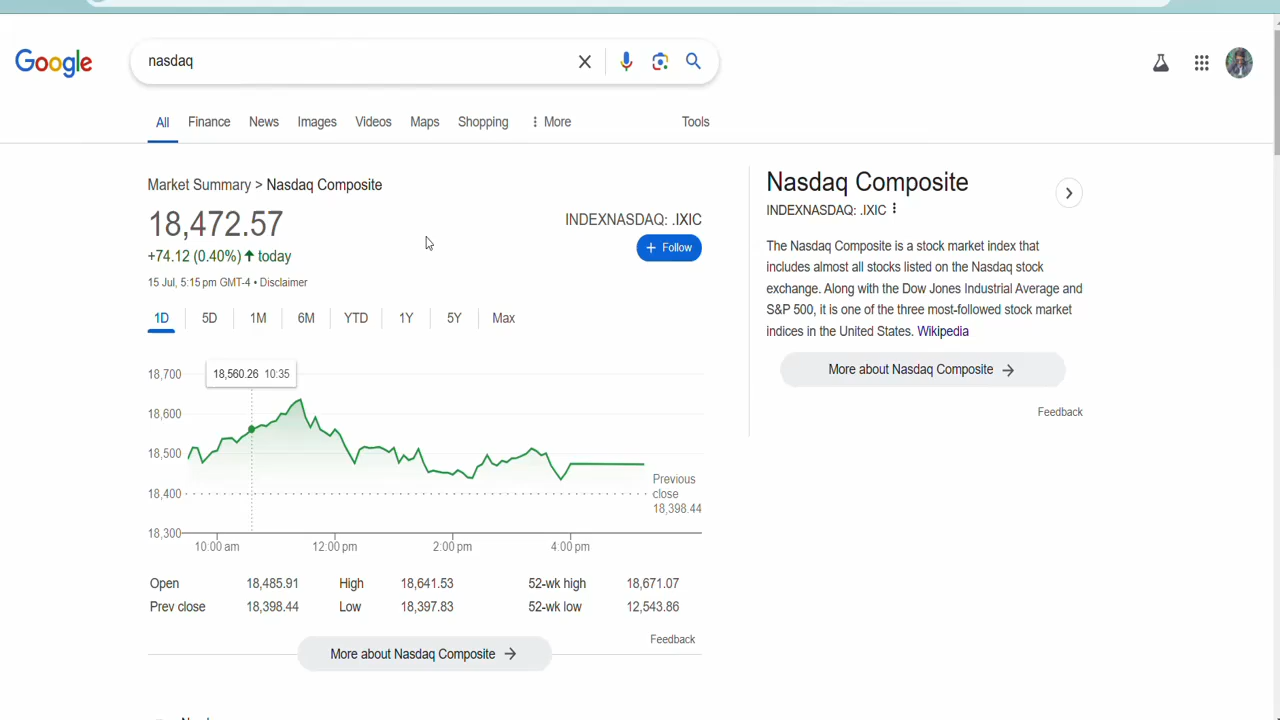 Google
nasdaq
All Finance News Images Videos Maps Shopping More Tools
Market Summary > Nasdaq Composite
18,472.57
INDEXNASDAQ: .IXIC
+ Follow
+74.12 (0.40%) today
15 Jul, 5:15 pm GMT-4 • Disclaimer
1D 5D 1M 6M YTD 1Y 5Y Max
18,560.26 10:35
18,700
18,600
18,500
18,400
18,300
Previous
close
18,398.44
10:00 am 12:00 pm 2:00 pm 4:00 pm
Open 18,485.91 High 18,641.53 52-wk high 18,671.07
Prev close 18,398.44 Low 18,397.83 52-wk low 12,543.86
Feedback
More about Nasdaq Composite
Nasdaq Composite
INDEXNASDAQ: .IXIC
The Nasdaq Composite is a stock market index that
includes almost all stocks listed on the Nasdaq stock
exchange. Along with the Dow Jones Industrial Average and
S&P 500, it is one of the three most-followed stock market
indices in the United States. Wikipedia
More about Nasdaq Composite
Feedback